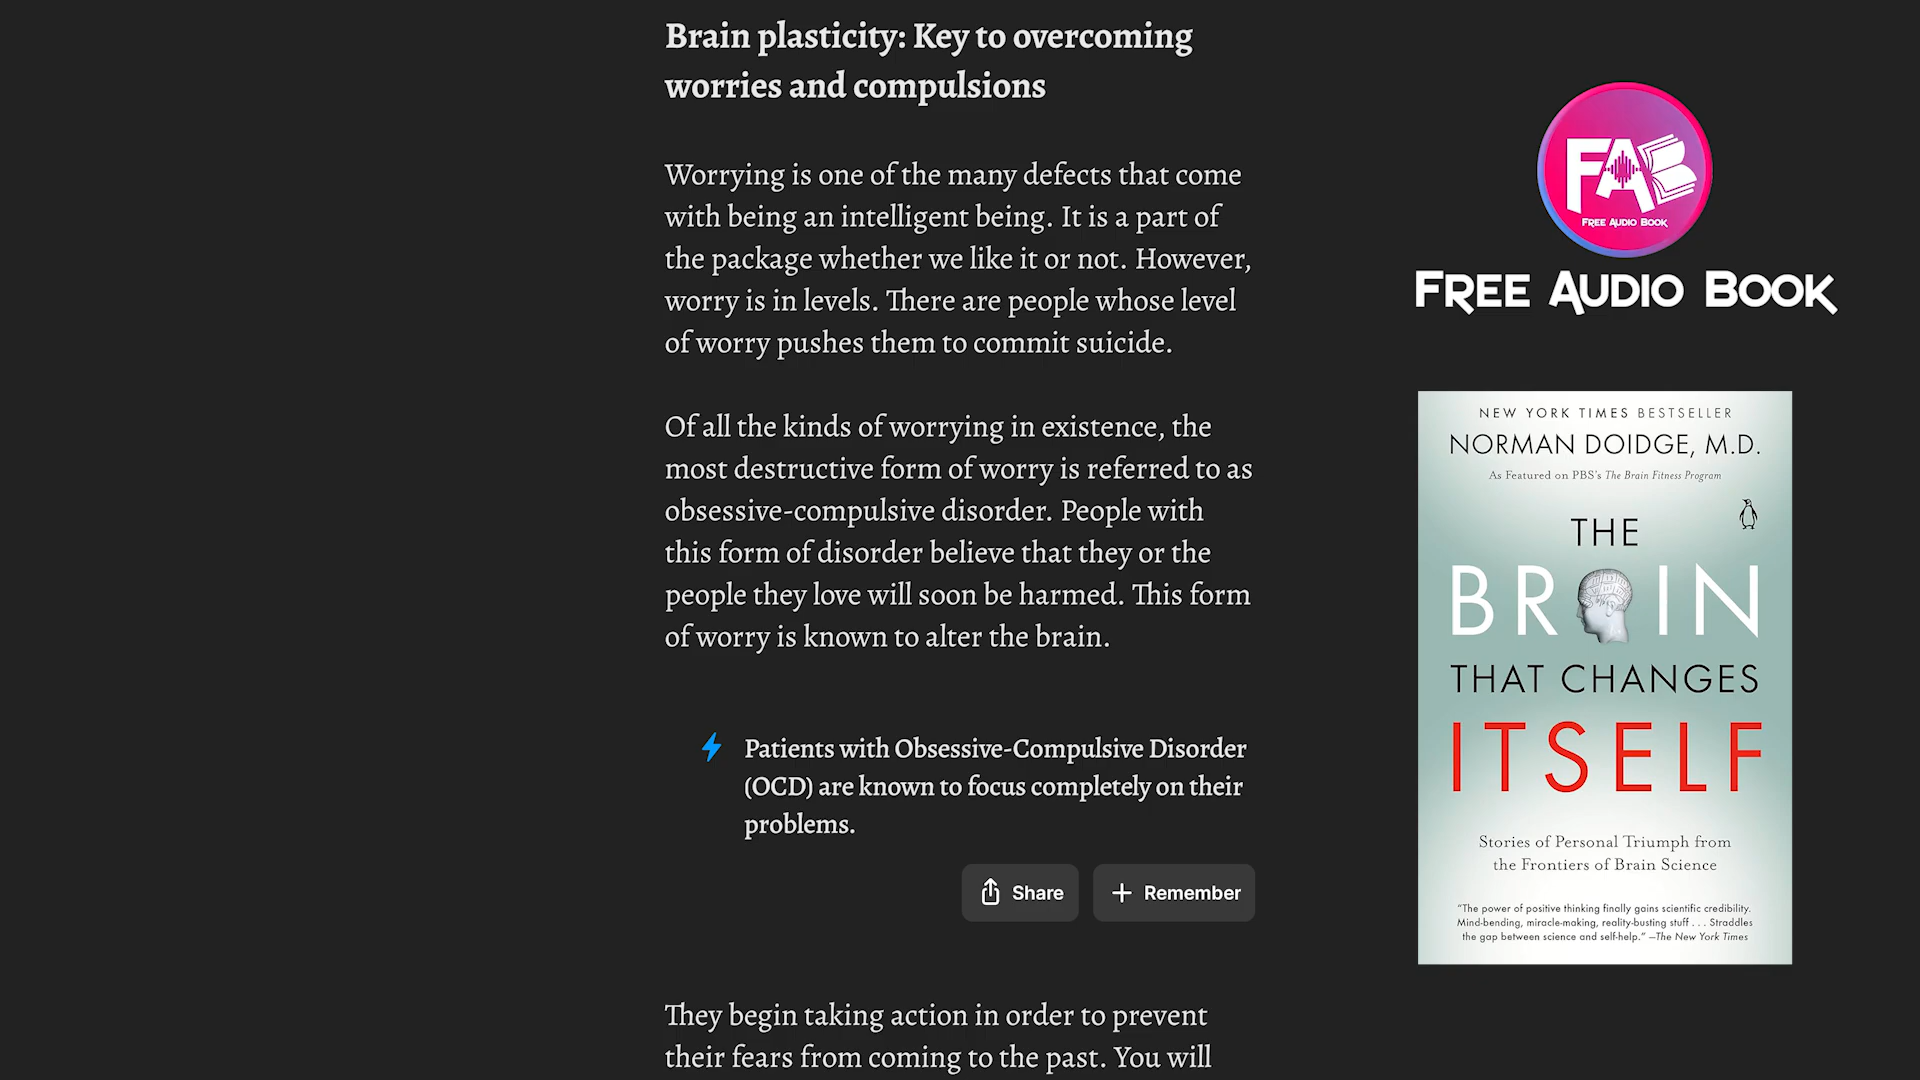 Brain plasticity: Key to overcoming
worries and compulsions
Worrying is one of the many defects that come
with being an intelligent being. It is a part of
the package whether we like it or not. However,
worry is in levels. There are people whose level
of worry pushes them to commit suicide.
Of all the kinds of worrying in existence, the
most destructive form of worry is referred to as
obsessive-compulsive disorder. People with
this form of disorder believe that they or the
people they love will soon be harmed. This form
of worry is known to alter the brain.
Patients with Obsessive-Compulsive Disorder
(OCD) are known to focus completely on their
problems.
Share
Remember
They begin taking action in order to prevent
their fears from coming to the past. You will
FAB
FREE AUDIO BOOK
FREE AUDIO BOOK
NEW YORK TIMES BESTSELLER
NORMAN DOIDGE, M.D.
As Featured on PBS's The Brain Fitness Program
THE
BRAIN
THAT CHANGES
ITSELF
Stories of Personal Triumph from
the Frontiers of Brain Science
"The power of positive thinking finally gains scientific credibility.
Mind-bending, miracle-making, reality-busting stuff . . . Straddles
the gap between science and self-help." —The New York Times